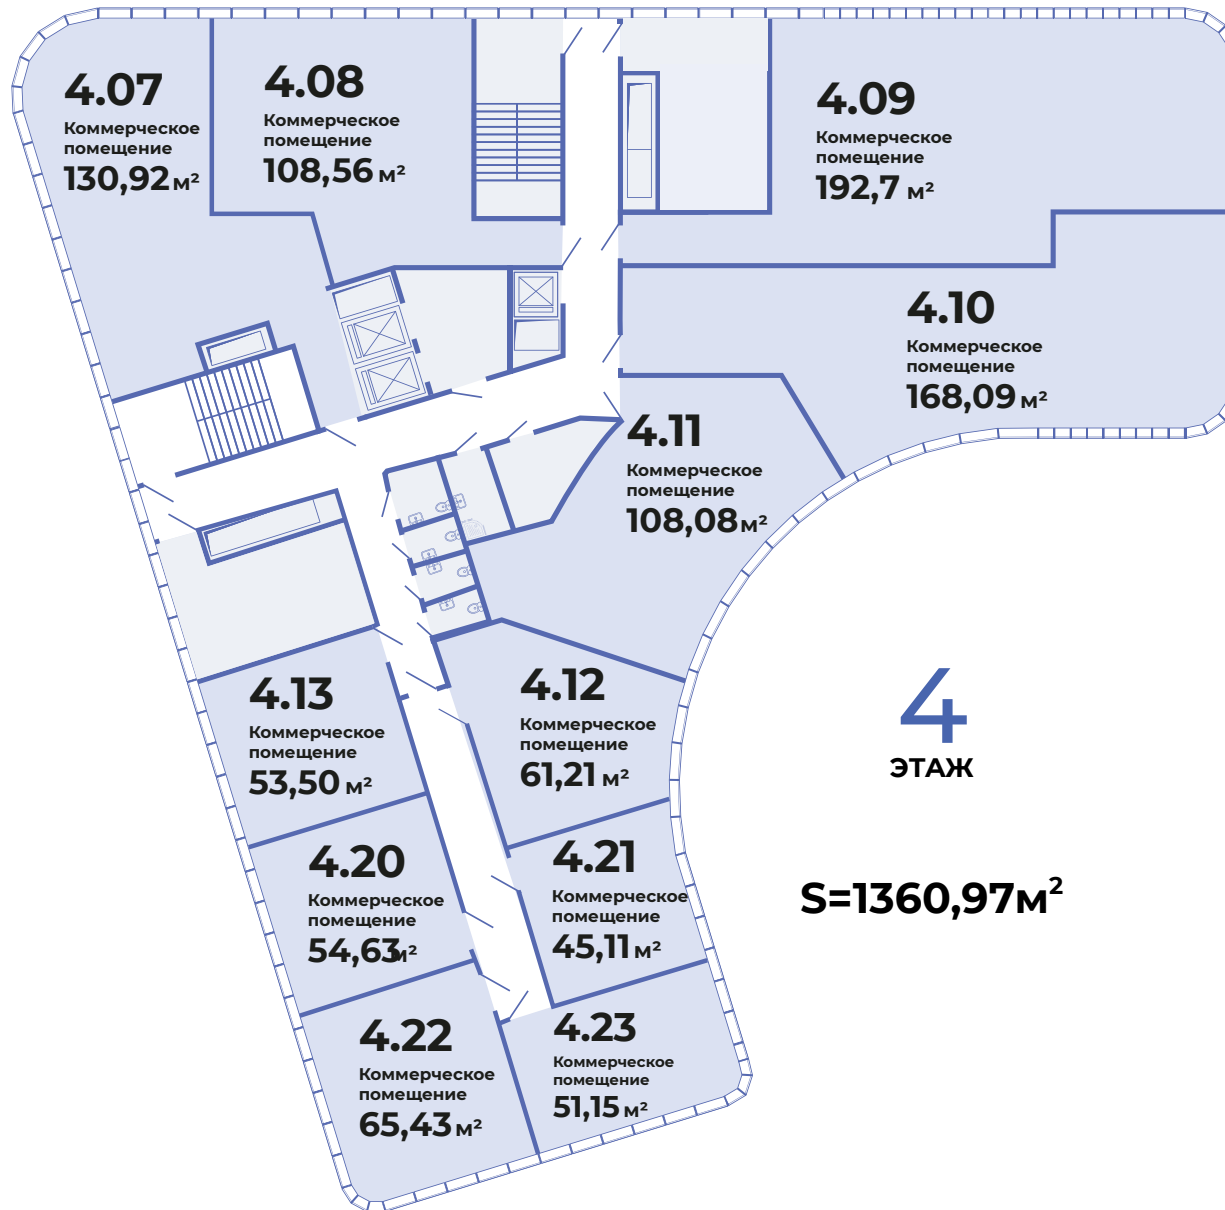 4.07
Коммерческое
помещение
130,92 м²
4.08
Коммерческое
помещение
108,56 м²
4.09
Коммерческое
помещение
192,7 м²
4.10
Коммерческое
помещение
168,09 м²
4.11
Коммерческое
помещение
108,08 м²
4.12
Коммерческое
помещение
61,21 м²
4.13
Коммерческое
помещение
53,50 м²
4
ЭТАЖ
4.20
Коммерческое
помещение
54,63 м²
4.21
Коммерческое
помещение
45,11 м²
S=1360,97м²
4.22
Коммерческое
помещение
65,43 м²
4.23
Коммерческое
помещение
51,15 м²